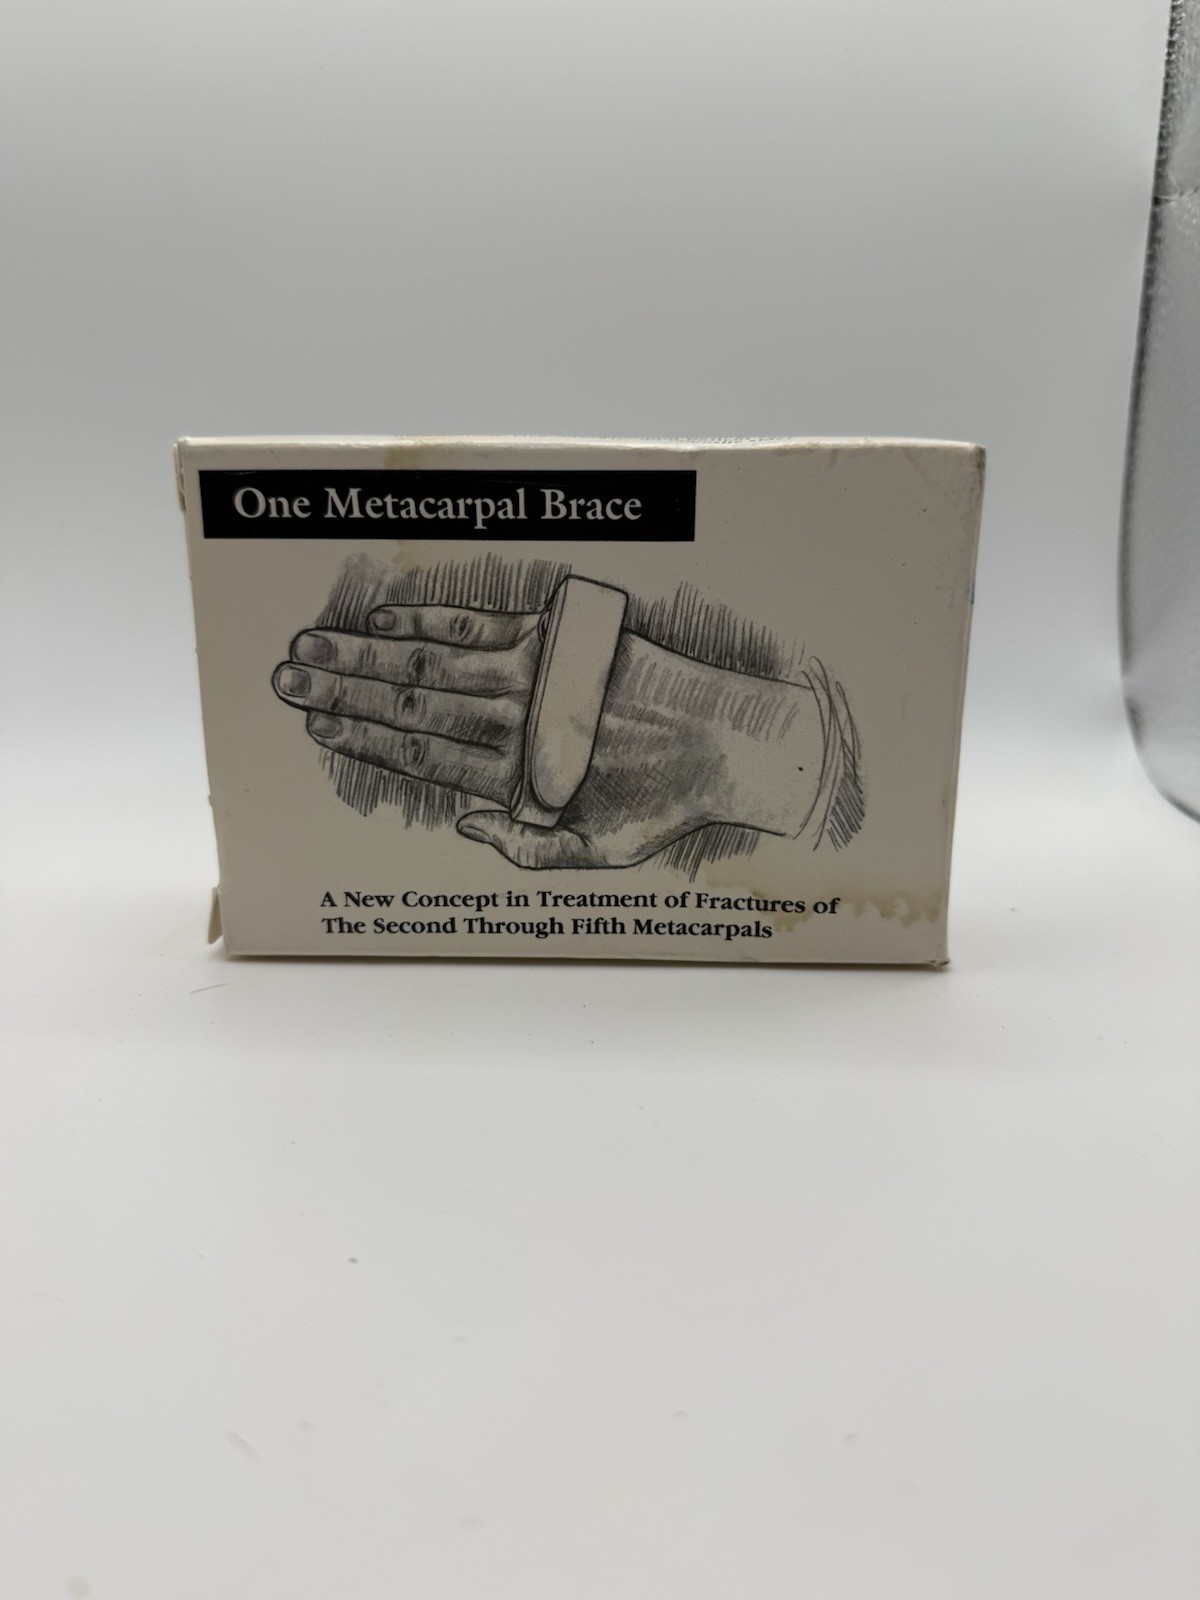 One Metacarpal Brace
A New Concept in Treatment of Fractures of
The Second Through Fifth Metacarpals